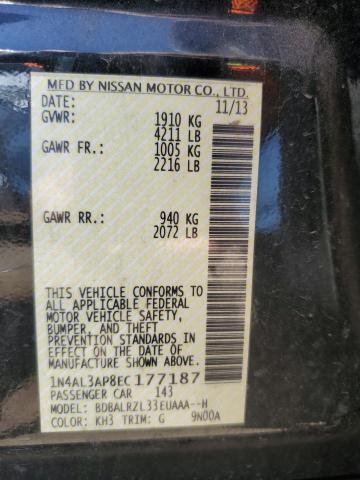 MFD BY NISSAN MOTOR CO., LTD.
DATE: 11/13
GVWR: 1910 KG
4211 LB
GAWR FR.: 1005 KG
2216 LB
GAWR RR.: 940 KG
2072 LB
THIS VEHICLE CONFORMS TO
ALL APPLICABLE FEDERAL
MOTOR VEHICLE SAFETY,
BUMPER, AND THEFT
PREVENTION STANDARDS IN
EFFECT ON THE DATE OF
MANUFACTURE SHOWN ABOVE.
1N4AL3AP8EC177187
PASSENGER CAR 143
MODEL: BDBALRZL33EUAAA--H
COLOR: KH3 TRIM: G 9N00A